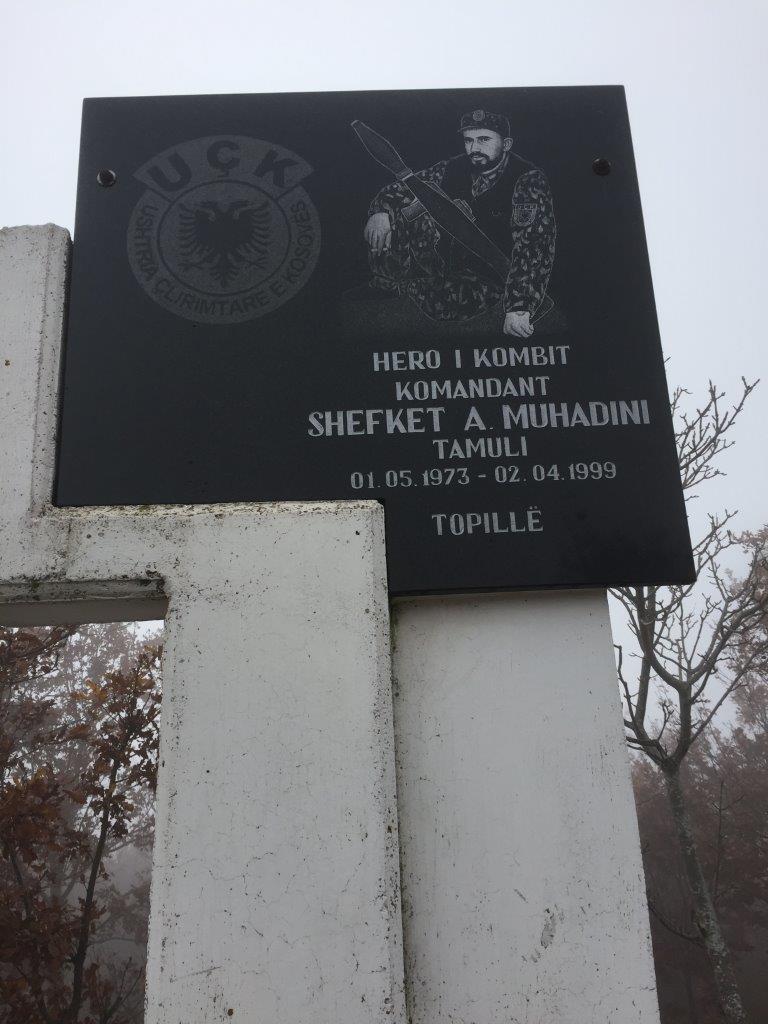 UÇK
USHTRIA ÇLIRIMTARE E KOSOVËS
HERO I KOMBIT
KOMANDANT
SHEFKET A. MUHADINI
TAMULI
01.05.1973 - 02.04.1999
TOPILLË